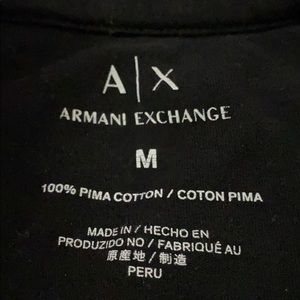 A|X
ARMANI EXCHANGE
M
100% PIMA COTTON / COTON PIMA
MADE IN / HECHO EN
PRODUZIDO NO / FABRIQUÉ AU
原産地 / 制造
PERU